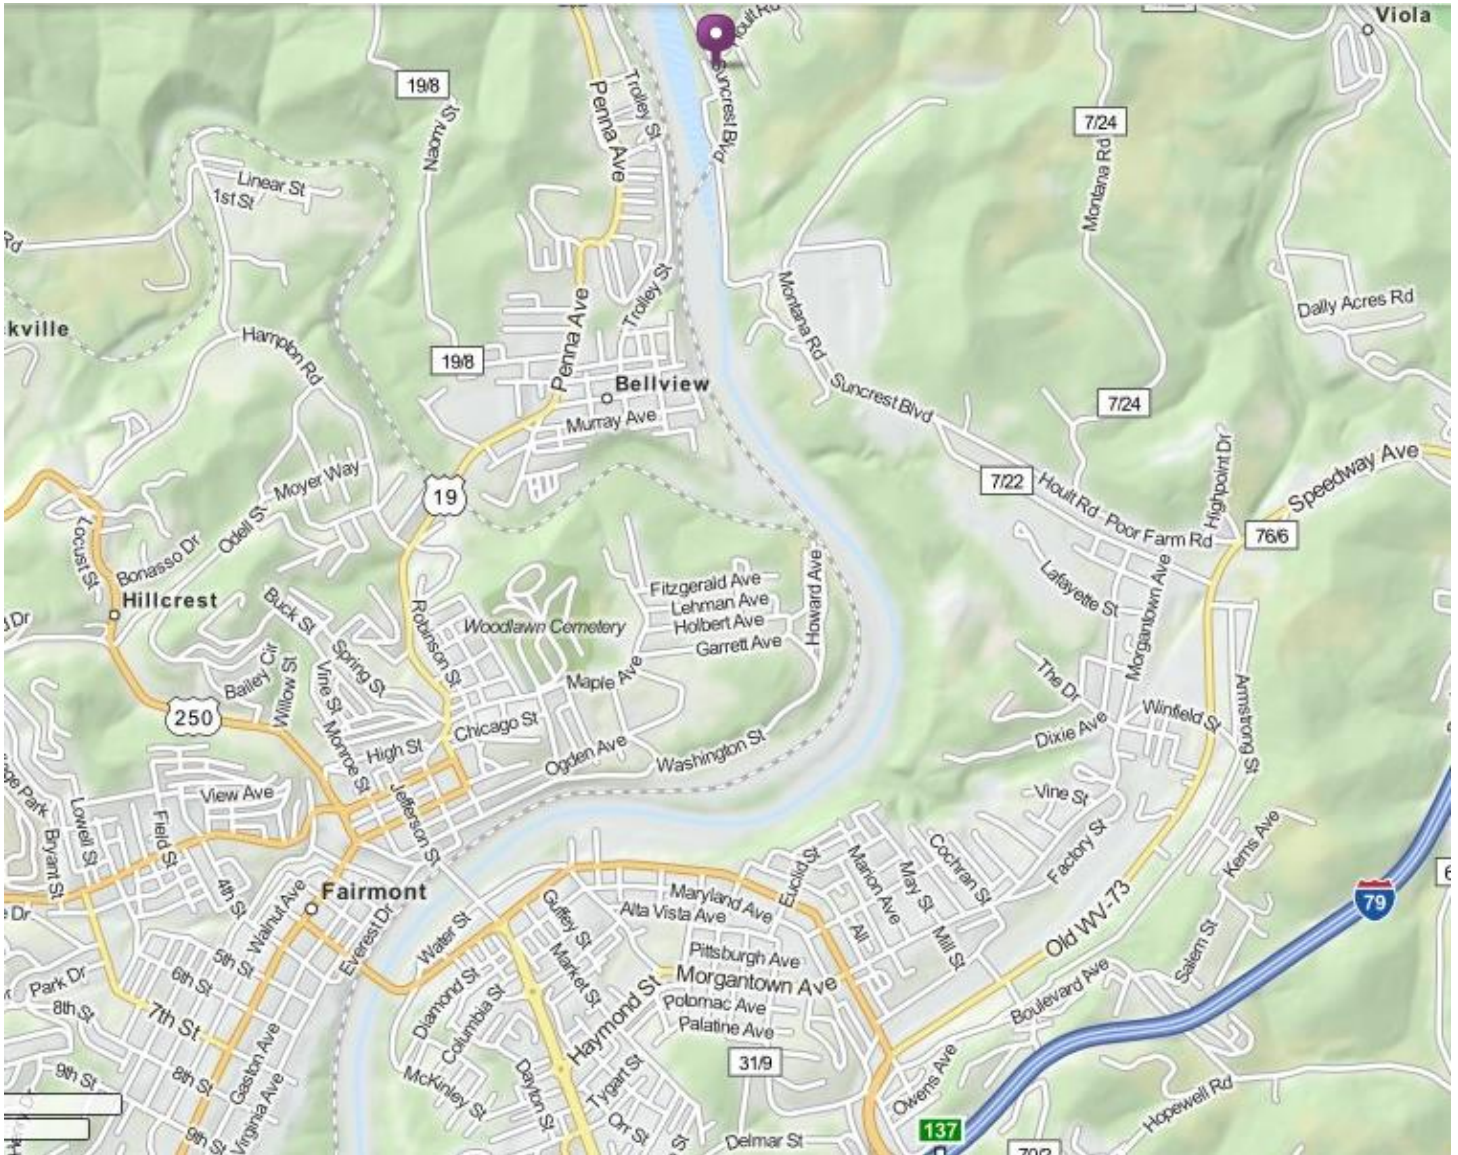 Viola
Hoult Rd
19/8
Penna Ave
Trolley St
Suncrest Blvd
7/24
Naomi St
Montana Rd
Linear St
1st St
Rd
Trolley St
Montana Rd
Dally Acres Rd
kville
Hampton Rd
Penna Ave
19/8
Bellview
Suncrest Blvd
7/24
Murray Ave
Highpoint Dr
Speedway Ave
Moyer Way
19
7/22
Hoult Rd
Poor Farm Rd
76/6
Locust St
Odell St
Bonasso Dr
Howard Ave
Lafayette St
Morgantown Ave
Fitzgerald Ave
Lehman Ave
Holbert Ave
Garrett Ave
Hillcrest
Buck St
Robinson St
Woodlawn Cemetery
Dr
Spring St
Bailey Cir
Willow St
Vine St
Maple Ave
The Dr
Armstrong St
250
Chicago St
Winfield St
Dixie Ave
High St
Monroe St
Ogden Ave
Washington St
Park
View Ave
Jefferson St
Vine St
Lowell St
Bryant St
Field St
Factory St
Kerns Ave
Cochran St
Euclid St
Marion Ave
May St
4th St
Walnut Ave
Fairmont
Maryland Ave
Alta Vista Ave
79
6
Dr
Everest Dr
Water St
Guffey St
Market St
All
Mill St
Old WV-73
Salem St
5th St
6th St
Park Dr
Pittsburgh Ave
Morgantown Ave
Boulevard Ave
8th St
7th St
Diamond St
Columbia St
Haymond St
Potomac Ave
Palatine Ave
31/9
9th St
8th St
Gaston Ave
Virginia Ave
McKinley St
Dayton St
Tygart St
Owens Ave
Hopewell Rd
9th St
Orr St
St
Delmar St
137